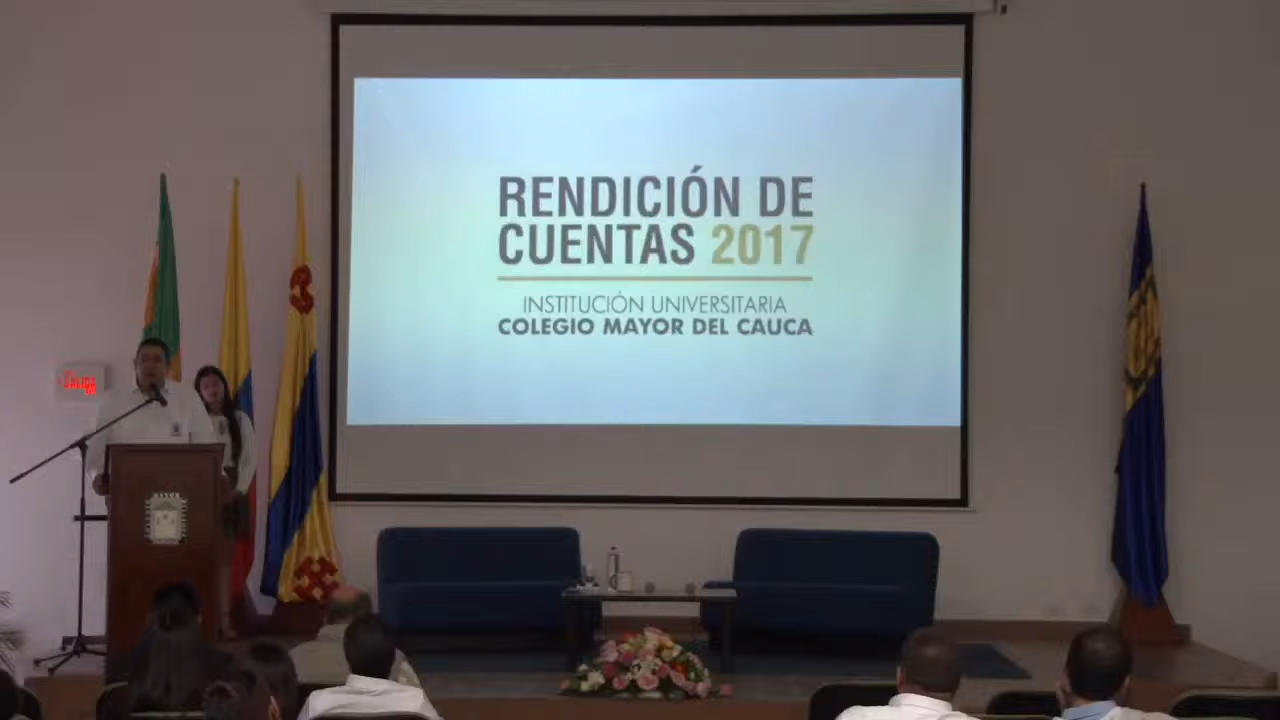 RENDICIÓN DE
CUENTAS 2017
INSTITUCIÓN UNIVERSITARIA
COLEGIO MAYOR DEL CAUCA